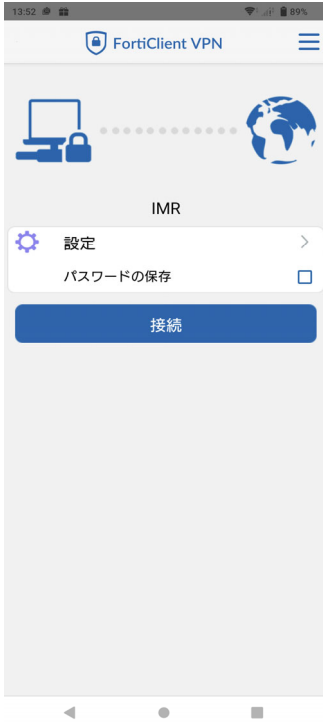 13:52 89%
FortiClient VPN
IMR
設定
パスワードの保存
接続